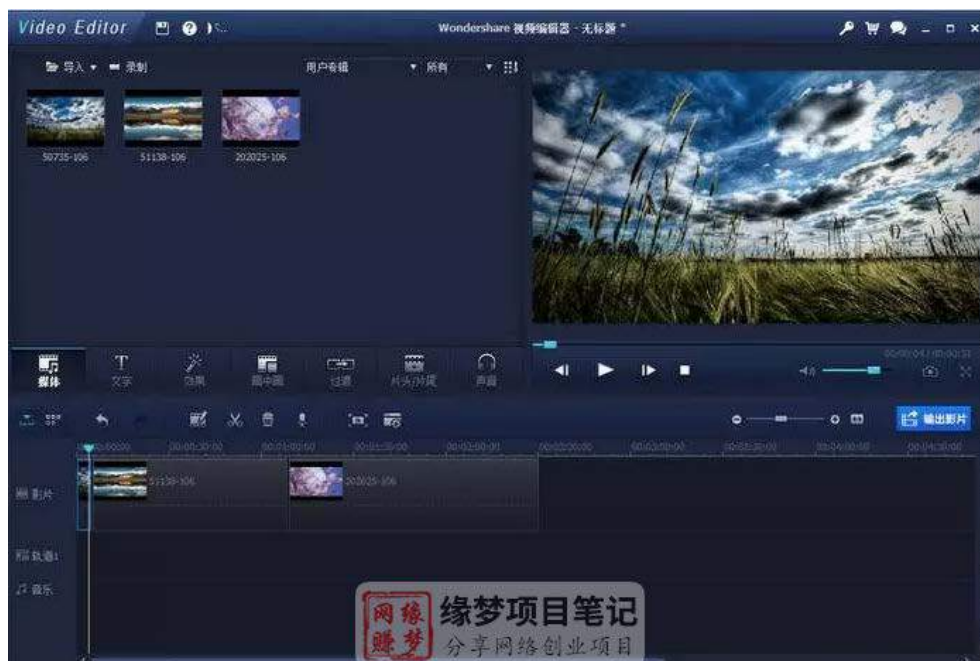 Video Editor
Wondershare 视频编辑器 - 无标题 *
导入
录制
用户专辑
所有
50735-106
51138-106
202025-106
媒体
文字
效果
画中画
过渡
片头/片尾
声音
输出影片
51138-106
202025-106
影片
轨道1
音乐
网缘
赚梦
缘梦项目笔记
分享网络创业项目